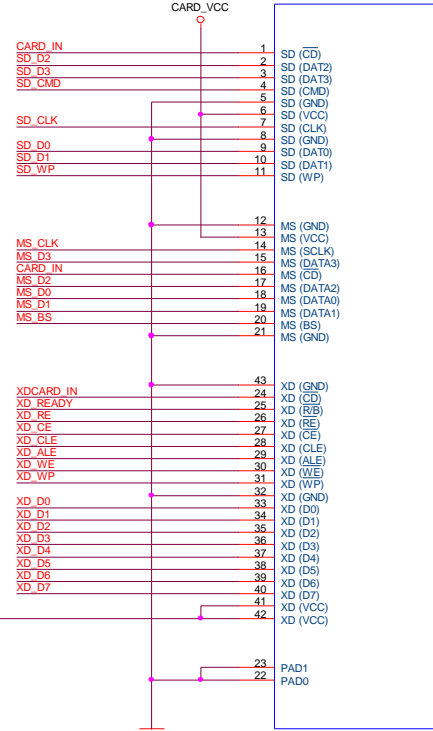 CARD_VCC
CARD_IN 1 SD (CD)
SD_D2 2 SD (DAT2)
SD_D3 3 SD (DAT3)
SD_CMD 4 SD (CMD)
5 SD (GND)
6 SD (VCC)
SD_CLK 7 SD (CLK)
8 SD (GND)
SD_D0 9 SD (DAT0)
SD_D1 10 SD (DAT1)
SD_WP 11 SD (WP)
12 MS (GND)
13 MS (VCC)
MS_CLK 14 MS (SCLK)
MS_D3 15 MS (DATA3)
CARD_IN 16 MS (CD)
MS_D2 17 MS (DATA2)
MS_D0 18 MS (DATA0)
MS_D1 19 MS (DATA1)
MS_BS 20 MS (BS)
21 MS (GND)
43 XD (GND)
XDCARD_IN 24 XD (CD)
XD_READY 25 XD (R/B)
XD_RE 26 XD (RE)
XD_CE 27 XD (CE)
XD_CLE 28 XD (CLE)
XD_ALE 29 XD (ALE)
XD_WE 30 XD (WE)
XD_WP 31 XD (WP)
32 XD (GND)
XD_D0 33 XD (D0)
XD_D1 34 XD (D1)
XD_D2 35 XD (D2)
XD_D3 36 XD (D3)
XD_D4 37 XD (D4)
XD_D5 38 XD (D5)
XD_D6 39 XD (D6)
XD_D7 40 XD (D7)
41 XD (VCC)
42 XD (VCC)
23 PAD1
22 PAD0